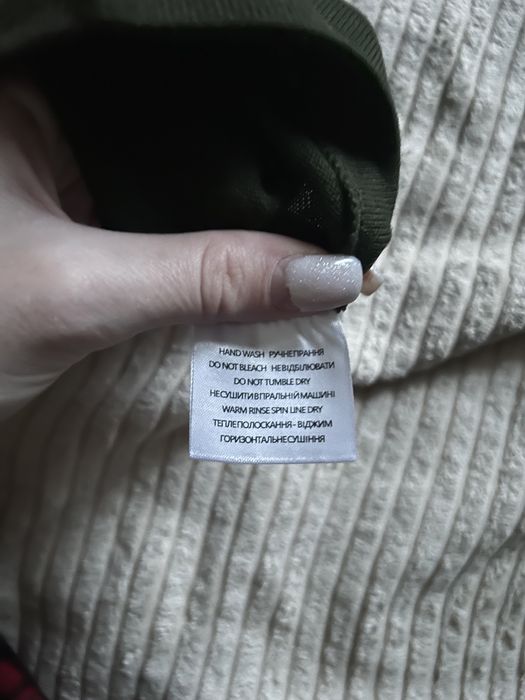 HAND WASH РУЧНЕ ПРАННЯ
DO NOT BLEACH НЕ ВІДБІЛЮВАТИ
DO NOT TUMBLE DRY
НЕ СУШИТИ В ПРАЛЬНІЙ МАШИНІ
WARM RINSE SPIN LINE DRY
ТЕПЛЕ ПОЛОСКАННЯ - ВІДЖИМ
ГОРИЗОНТАЛЬНЕ СУШІННЯ